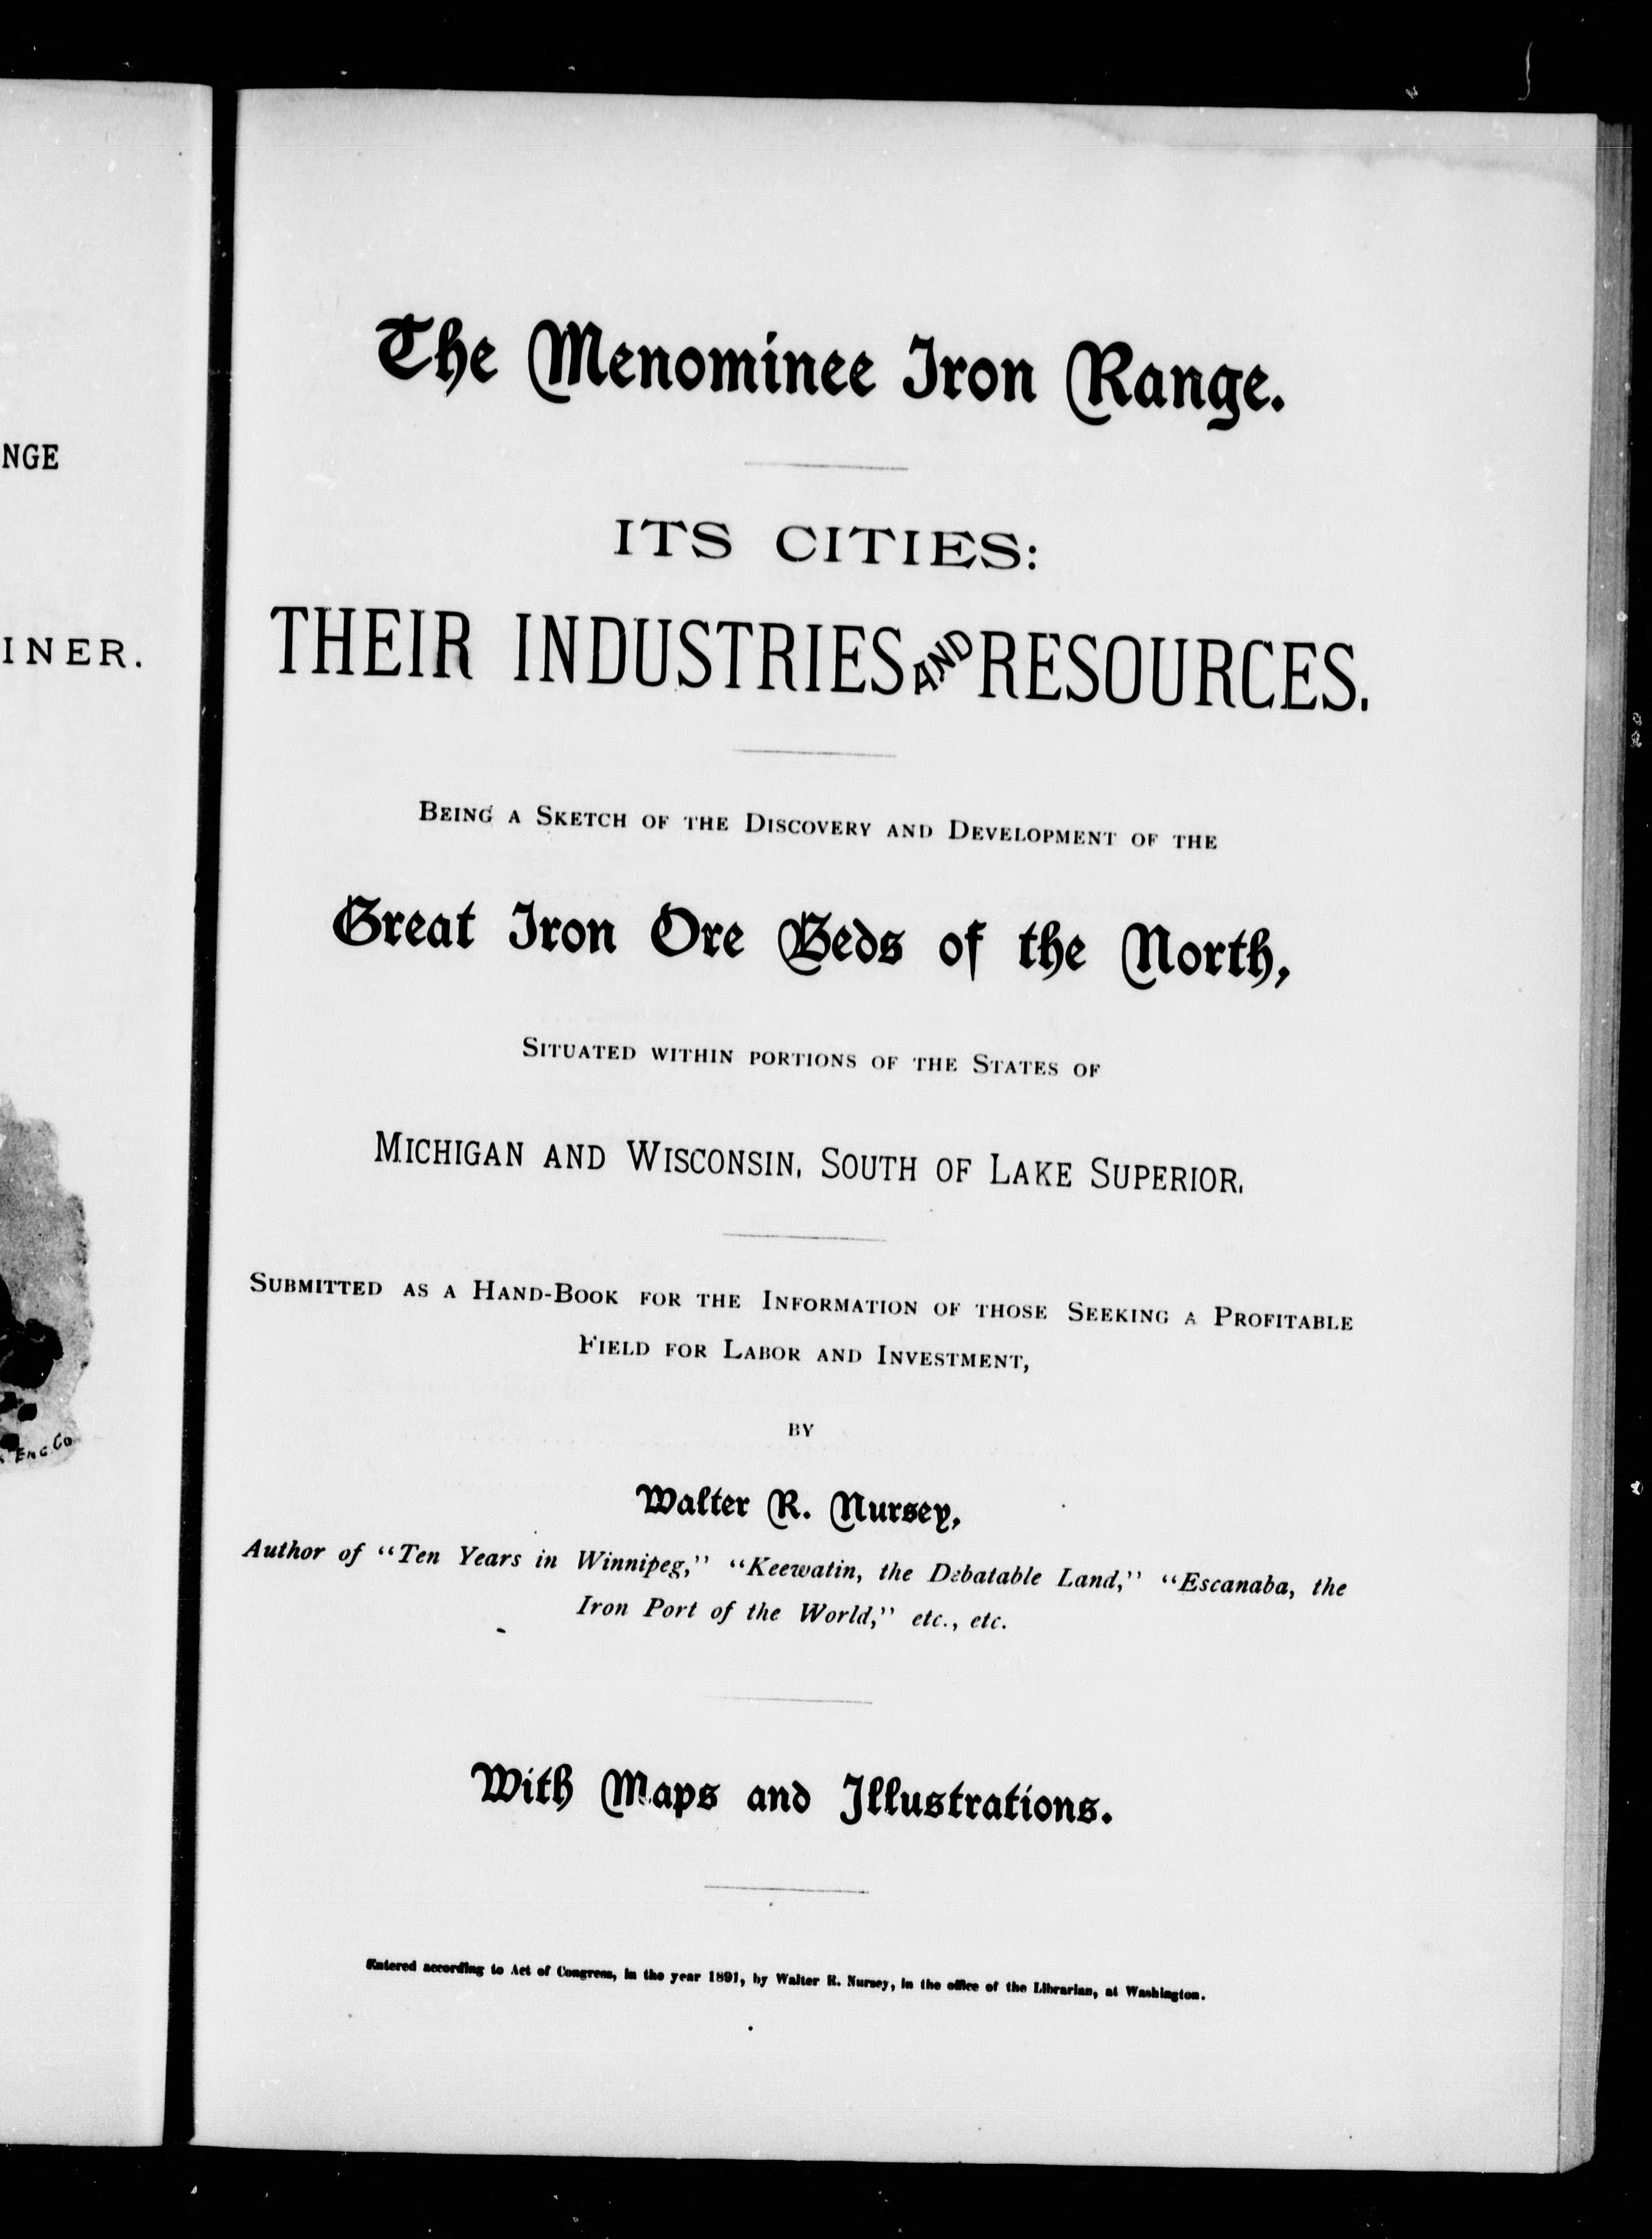 NGE
INER.
Eng. Co
The Menominee Iron Range.
ITS CITIES:
THEIR INDUSTRIES AND RESOURCES.
BEING A SKETCH OF THE DISCOVERY AND DEVELOPMENT OF THE
Great Iron Ore Beds of the North,
SITUATED WITHIN PORTIONS OF THE STATES OF
MICHIGAN AND WISCONSIN, SOUTH OF LAKE SUPERIOR.
SUBMITTED AS A HAND-BOOK FOR THE INFORMATION OF THOSE SEEKING A PROFITABLE
FIELD FOR LABOR AND INVESTMENT,
BY
Walter R. Nursey,
Author of "Ten Years in Winnipeg," "Keewatin, the Debatable Land," "Escanaba, the
Iron Port of the World," etc., etc.
With Maps and Illustrations.
Entered according to Act of Congress, in the year 1891, by Walter R. Nursey, in the office of the Librarian, at Washington.